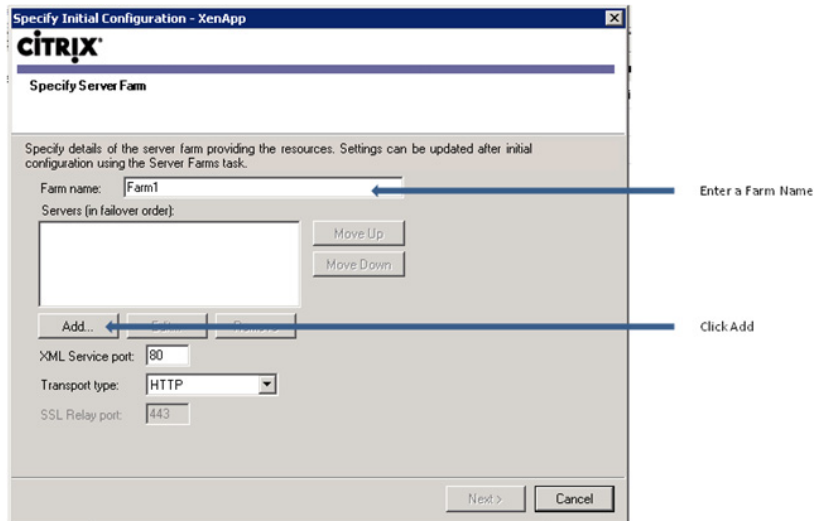 Specify Initial Configuration - XenApp
CITRIX
Specify Server Farm
Specify details of the server farm providing the resources. Settings can be updated after initial
configuration using the Server Farms task.
Farm name: Farm1
Enter a Farm Name
Servers (in failover order):
Move Up
Move Down
Add... Edit... Remove
Click Add
XML Service port: 80
Transport type: HTTP
SSL Relay port: 443
Next > Cancel